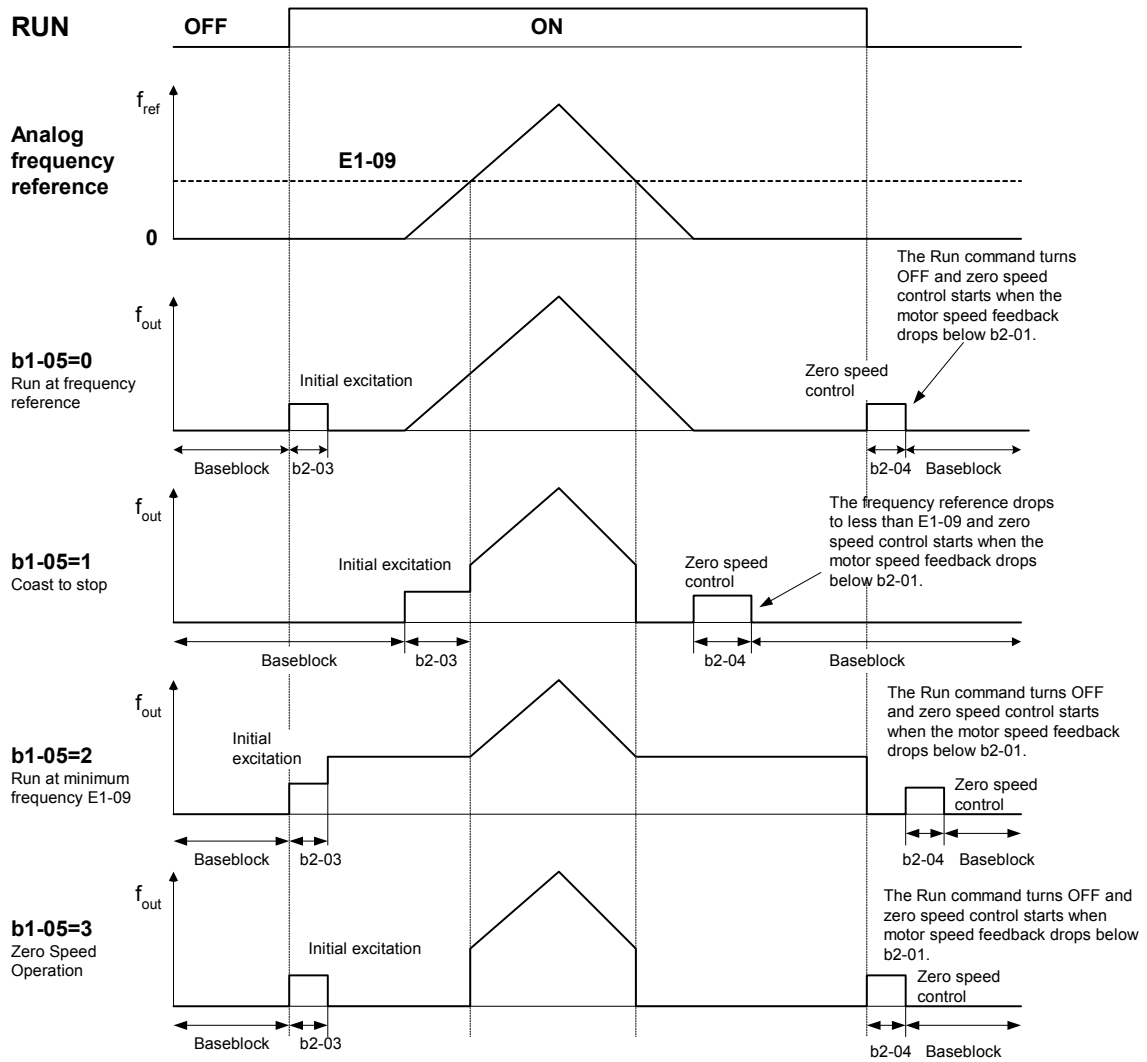 RUN
OFF
ON
f_ref
Analog
frequency
reference
E1-09
0
The Run command turns
OFF and zero speed
control starts when the
motor speed feedback
drops below b2-01.
f_out
b1-05=0
Run at frequency
reference
Initial excitation
Zero speed
control
Baseblock
b2-03
b2-04
Baseblock
f_out
The frequency reference drops
to less than E1-09 and zero
speed control starts when the
motor speed feedback drops
below b2-01.
b1-05=1
Coast to stop
Initial excitation
Zero speed
control
Baseblock
b2-03
b2-04
Baseblock
f_out
The Run command turns OFF
and zero speed control starts
when the motor speed feedback
drops below b2-01.
b1-05=2
Run at minimum
frequency E1-09
Initial
excitation
Zero speed
control
Baseblock
b2-03
b2-04
Baseblock
f_out
The Run command turns OFF and
zero speed control starts when
motor speed feedback drops below
b2-01.
b1-05=3
Zero Speed
Operation
Initial excitation
Zero speed
control
Baseblock
b2-03
b2-04
Baseblock